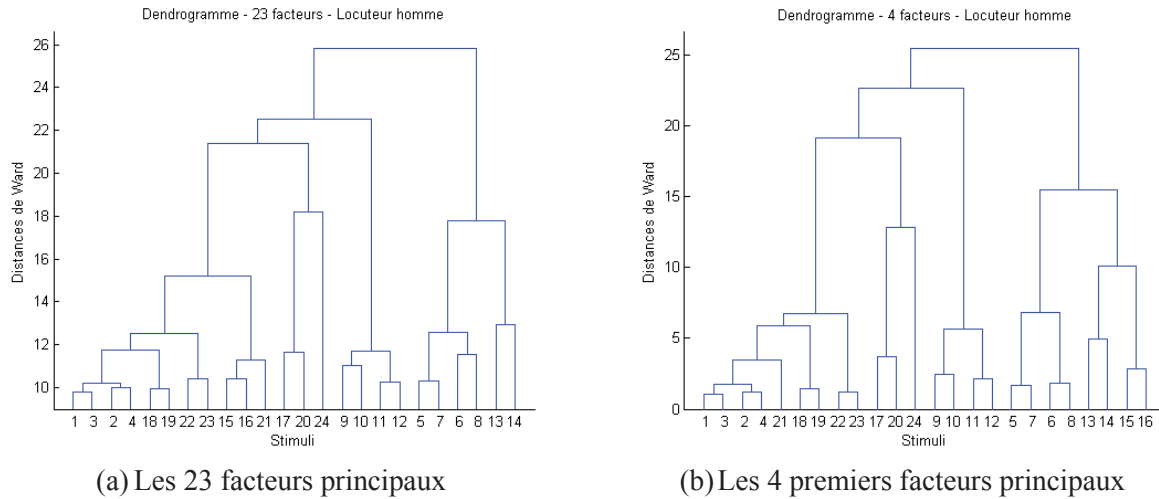 Dendrogramme - 23 facteurs - Locuteur homme
26
24
22
20
18
16
14
12
10
Distances de Ward
1 3 2 4 18 19 22 23 15 16 21 17 20 24 9 10 11 12 5 7 6 8 13 14
Stimuli
(a) Les 23 facteurs principaux
Dendrogramme - 4 facteurs - Locuteur homme
25
20
15
10
5
0
Distances de Ward
1 3 2 4 21 18 19 22 23 17 20 24 9 10 11 12 5 7 6 8 13 14 15 16
Stimuli
(b) Les 4 premiers facteurs principaux